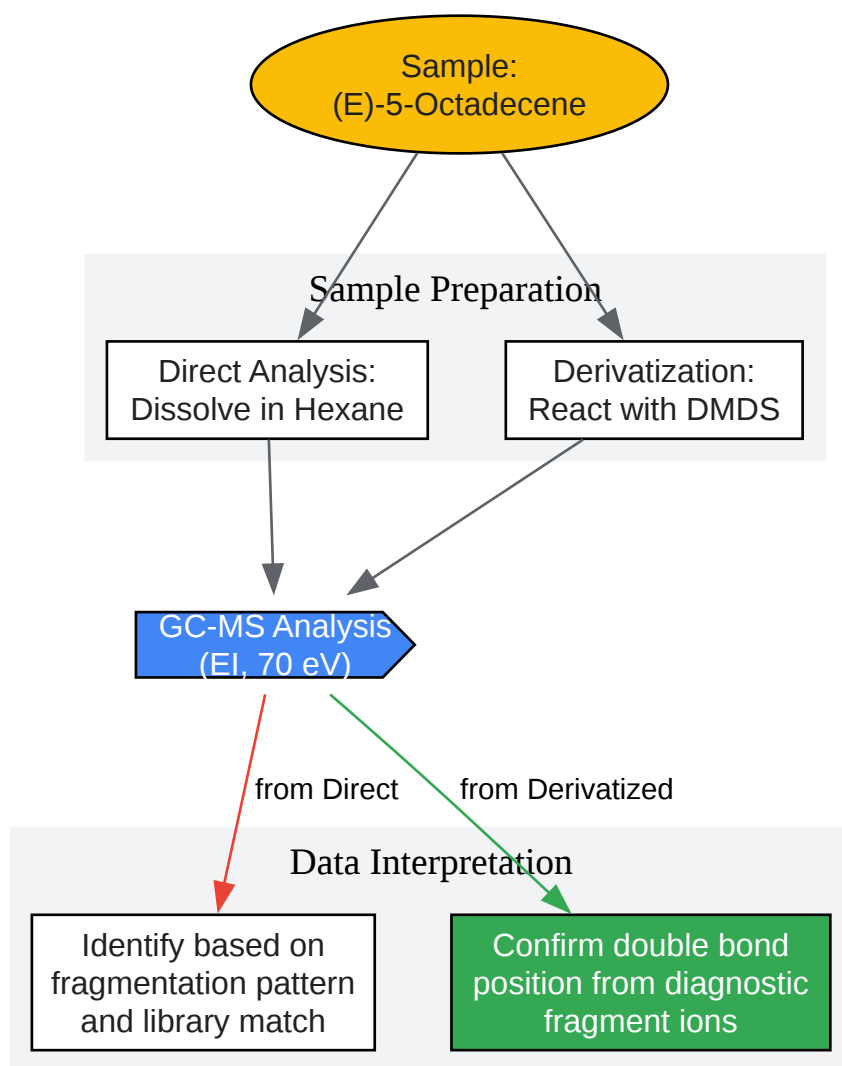 Sample:
(E)-5-Octadecene
Sample Preparation
Direct Analysis:
Dissolve in Hexane
Derivatization:
React with DMDS
GC-MS Analysis
(EI, 70 eV)
from Direct
from Derivatized
Data Interpretation
Identify based on
fragmentation pattern
and library match
Confirm double bond
position from diagnostic
fragment ions